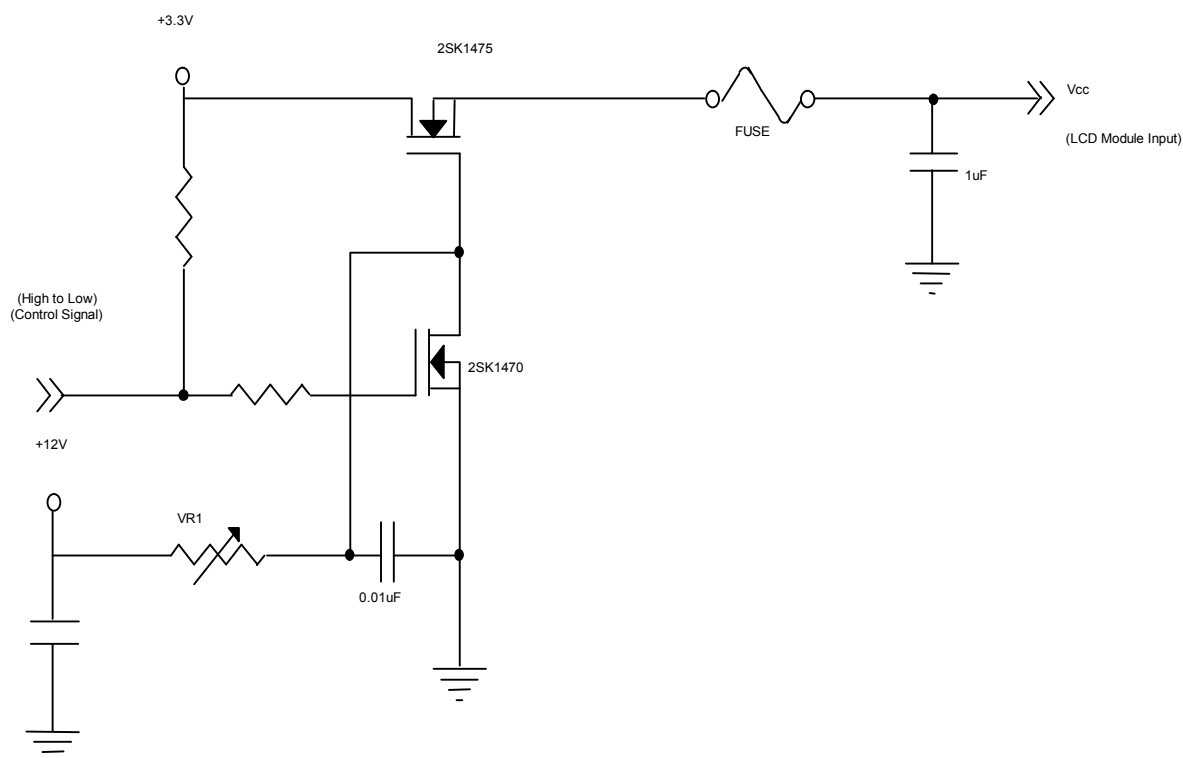 +3.3V
2SK1475
Vcc
FUSE
(LCD Module Input)
1uF
(High to Low)
(Control Signal)
2SK1470
+12V
VR1
0.01uF